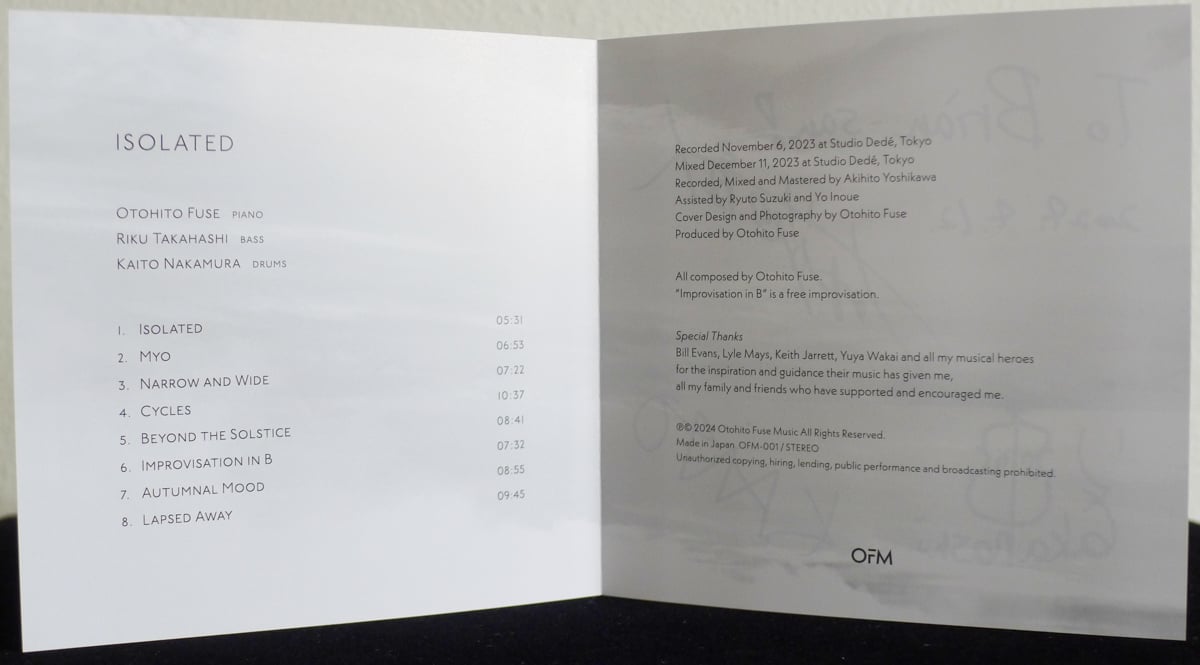 ISOLATED
OTOHITO FUSE PIANO
RIKU TAKAHASHI BASS
KAITO NAKAMURA DRUMS
1. ISOLATED 05:31
2. MYO 06:53
3. NARROW AND WIDE 07:22
4. CYCLES 10:37
5. BEYOND THE SOLSTICE 08:41
6. IMPROVISATION IN B 07:32
7. AUTUMNAL MOOD 08:55
8. LAPSED AWAY 09:45
Recorded November 6, 2023 at Studio Dedé, Tokyo
Mixed December 11, 2023 at Studio Dedé, Tokyo
Recorded, Mixed and Mastered by Akihito Yoshikawa
Assisted by Ryuto Suzuki and Yo Inoue
Cover Design and Photography by Otohito Fuse
Produced by Otohito Fuse
All composed by Otohito Fuse.
"Improvisation in B" is a free improvisation.
Special Thanks
Bill Evans, Lyle Mays, Keith Jarrett, Yuya Wakai and all my musical heroes
for the inspiration and guidance their music has given me,
all my family and friends who have supported and encouraged me.
℗© 2024 Otohito Fuse Music All Rights Reserved.
Made in Japan. OFM-001 / STEREO
Unauthorized copying, hiring, lending, public performance and broadcasting prohibited.
OFM
To Brian-san